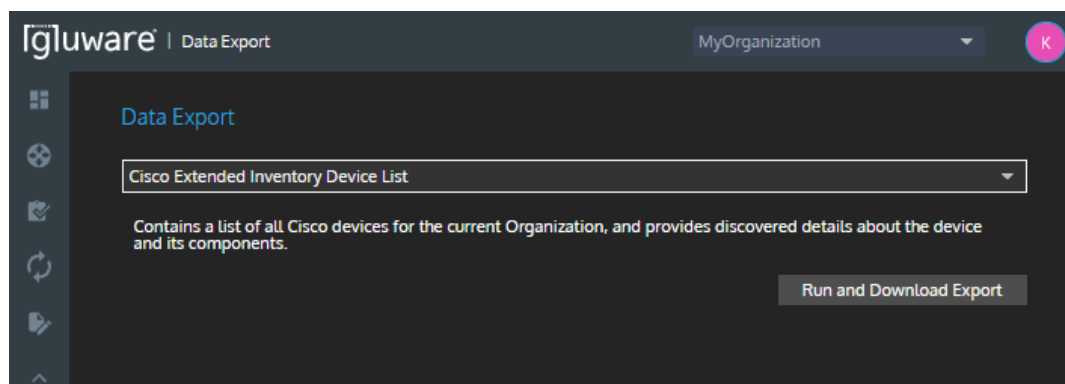 gluware | Data Export
MyOrganization
K
Data Export
Cisco Extended Inventory Device List
Contains a list of all Cisco devices for the current Organization, and provides discovered details about the device
and its components.
Run and Download Export